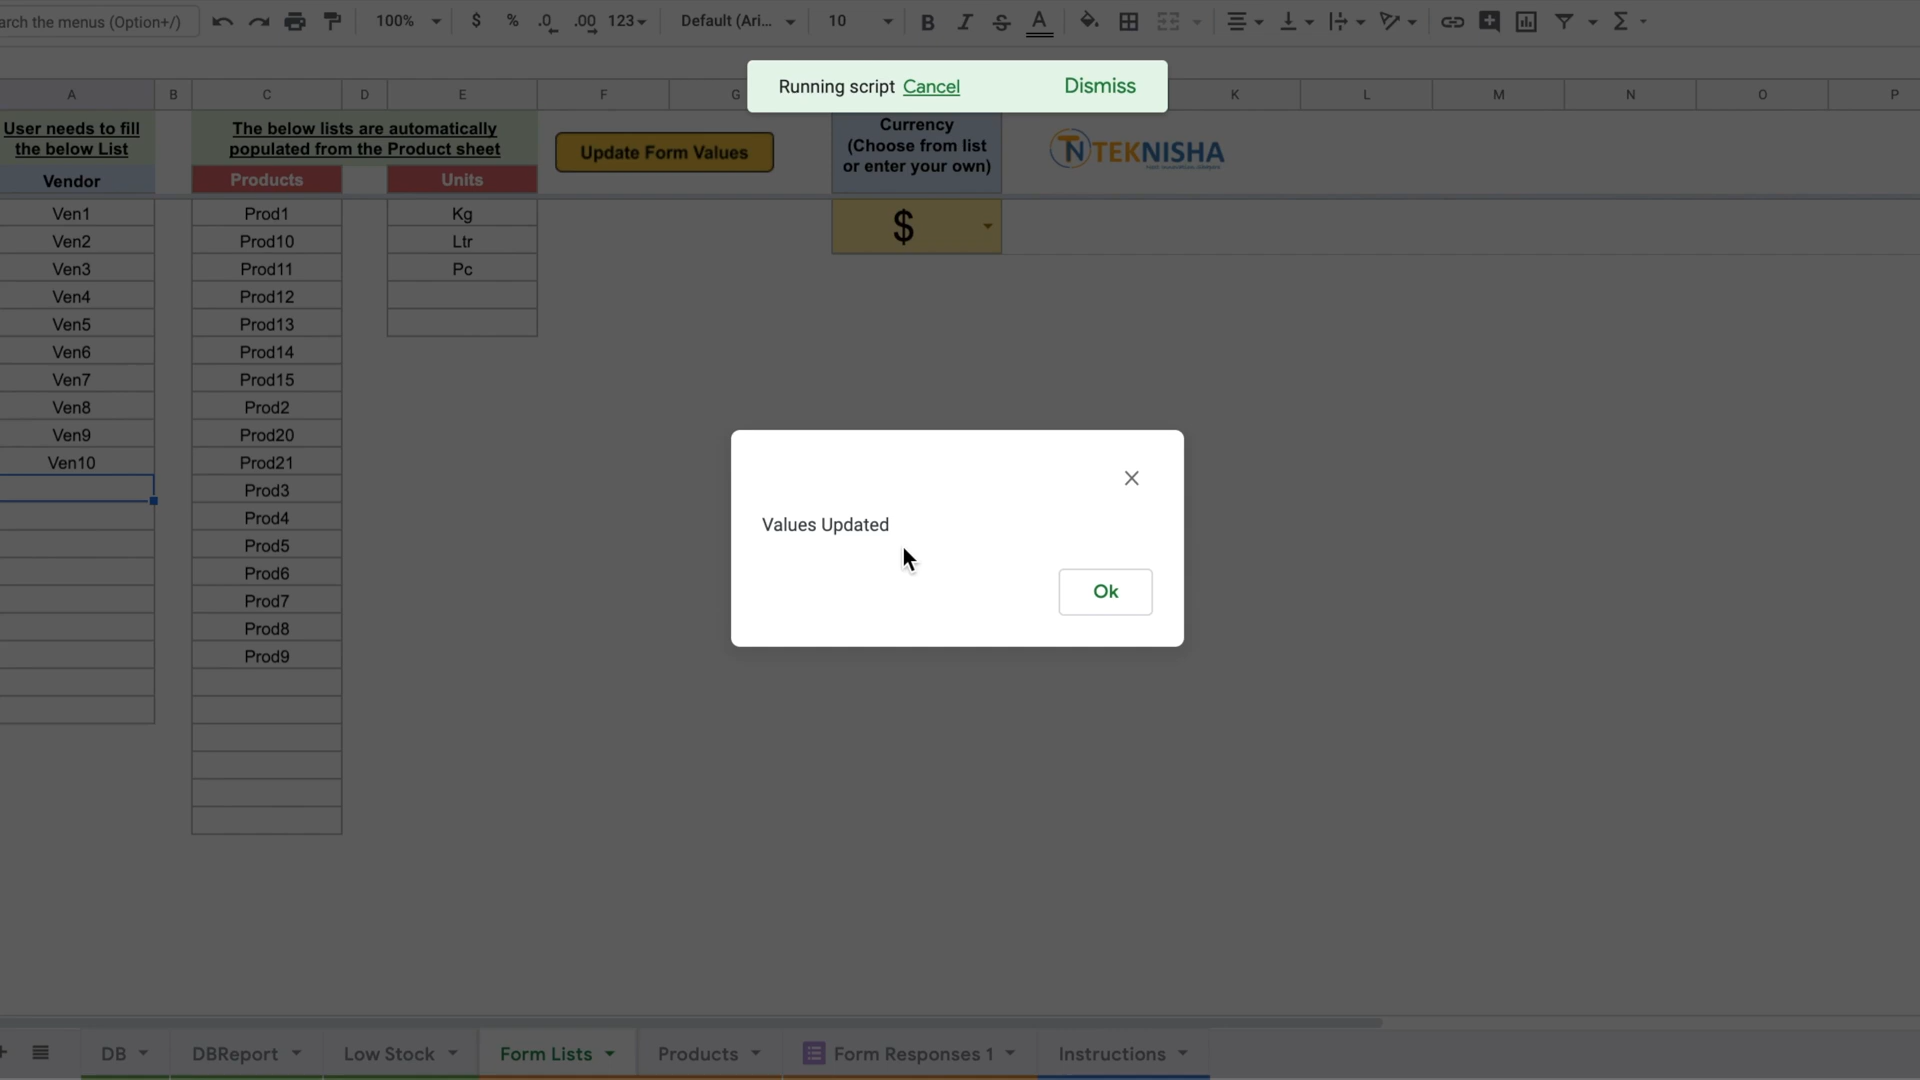 arch the menus (Option+/)
100%
$
%
.0
.00
123
Default (Ari...
10
B
I
S
A
Running script Cancel
Dismiss
A
B
C
D
E
F
G
K
L
M
N
O
P
User needs to fill
the below List
Vendor
The below lists are automatically
populated from the Product sheet
Products
Units
Update Form Values
Currency
(Choose from list
or enter your own)
TN TEKNISHA
$
Ven1
Prod1
Kg
Ven2
Prod10
Ltr
Ven3
Prod11
Pc
Ven4
Prod12
Ven5
Prod13
Ven6
Prod14
Ven7
Prod15
Ven8
Prod2
Ven9
Prod20
Ven10
Prod21
Prod3
Prod4
Prod5
Prod6
Prod7
Prod8
Prod9
Values Updated
Ok
DB
DBReport
Low Stock
Form Lists
Products
Form Responses 1
Instructions